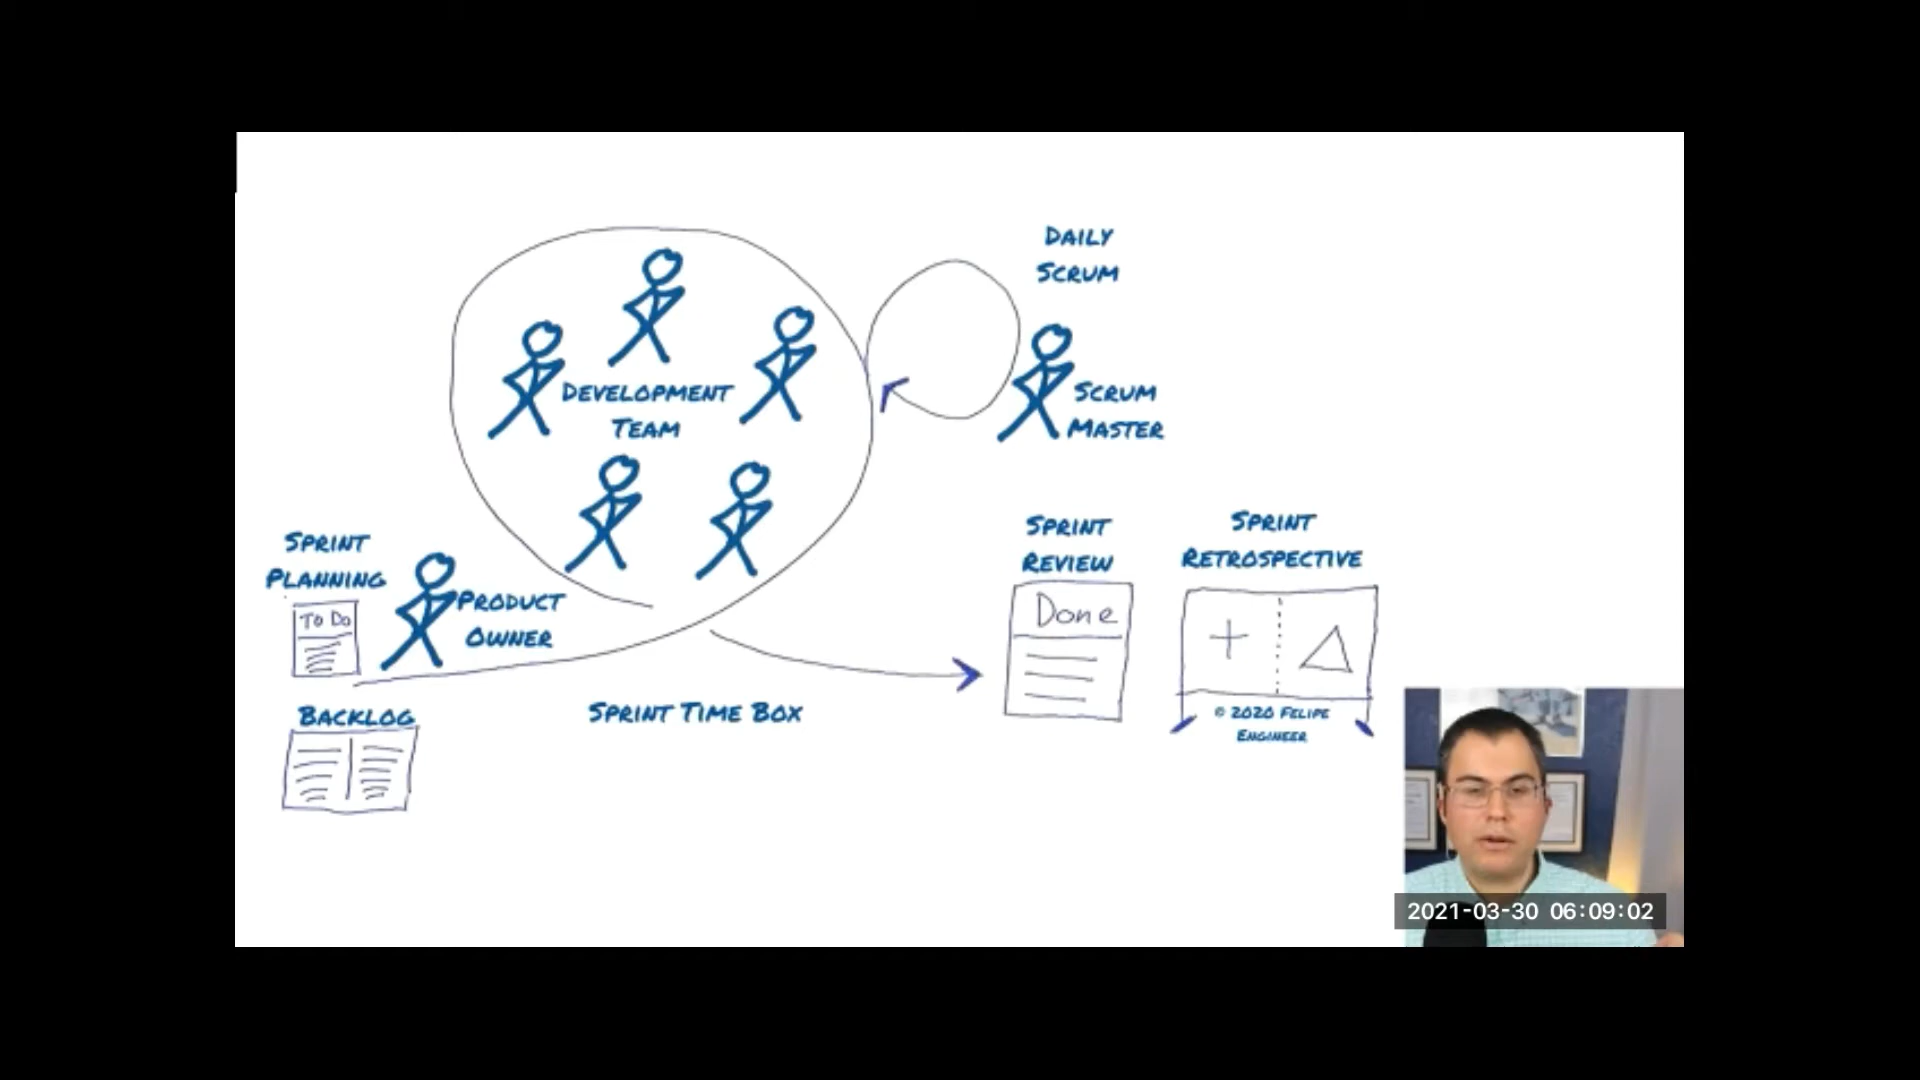 DAILY
SCRUM
DEVELOPMENT
TEAM
SCRUM
MASTER
SPRINT
PLANNING
To Do
PRODUCT
OWNER
SPRINT
REVIEW
Done
SPRINT
RETROSPECTIVE
+
BACKLOG
SPRINT TIME BOX
© 2020 FELIPE
ENGINEER
2021-03-30 06:09:02